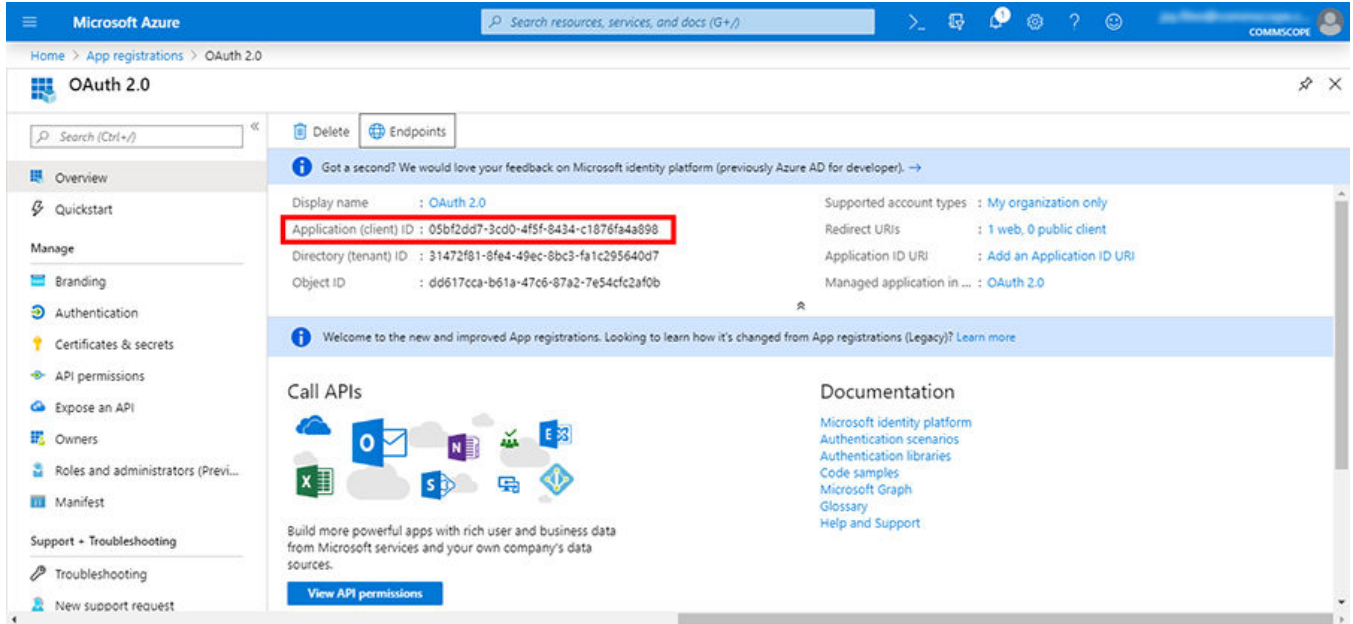 Microsoft Azure
Search resources, services, and docs (G+/)
1
COMMSCOPE
Home > App registrations > OAuth 2.0
OAuth 2.0
Search (Ctrl+/)
Overview
Quickstart
Manage
Branding
Authentication
Certificates & secrets
API permissions
Expose an API
Owners
Roles and administrators (Previ...
Manifest
Support + Troubleshooting
Troubleshooting
New support request
Delete
Endpoints
Got a second? We would love your feedback on Microsoft identity platform (previously Azure AD for developer). →
Display name : OAuth 2.0
Application (client) ID : 05bf2dd7-3cd0-4f5f-8434-c1876fa4a898
Directory (tenant) ID : 31472f81-8fe4-49ec-8bc3-fa1c295640d7
Object ID : dd617cca-b61a-47c6-87a2-7e54cfc2af0b
Supported account types : My organization only
Redirect URIs : 1 web, 0 public client
Application ID URI : Add an Application ID URI
Managed application in ... : OAuth 2.0
Welcome to the new and improved App registrations. Looking to learn how it's changed from App registrations (Legacy)? Learn more
Call APIs
Build more powerful apps with rich user and business data
from Microsoft services and your own company's data
sources.
View API permissions
Documentation
Microsoft identity platform
Authentication scenarios
Authentication libraries
Code samples
Microsoft Graph
Glossary
Help and Support